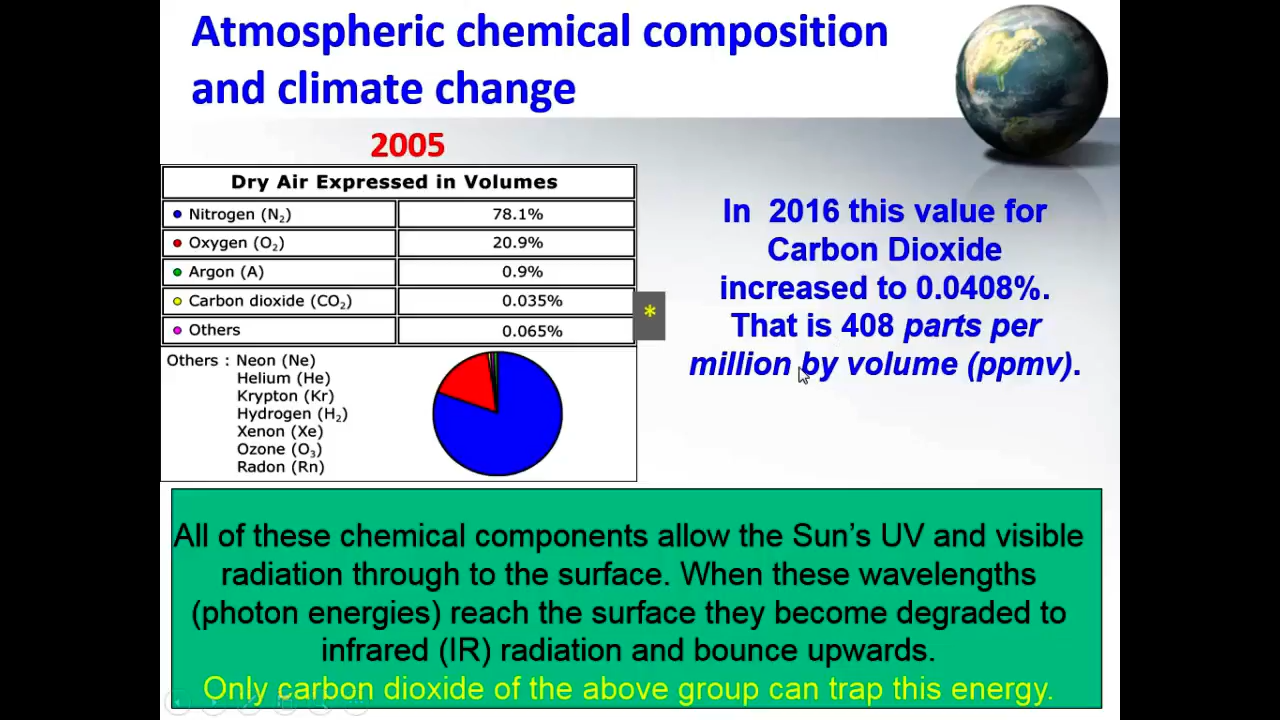 Atmospheric chemical composition
and climate change
2005
Dry Air Expressed in Volumes
Nitrogen (N₂) 78.1%
Oxygen (O₂) 20.9%
Argon (A) 0.9%
Carbon dioxide (CO₂) 0.035%
*
Others 0.065%
Others : Neon (Ne)
Helium (He)
Krypton (Kr)
Hydrogen (H₂)
Xenon (Xe)
Ozone (O₃)
Radon (Rn)
In 2016 this value for
Carbon Dioxide
increased to 0.0408%.
That is 408 parts per
million by volume (ppmv).
All of these chemical components allow the Sun’s UV and visible
radiation through to the surface. When these wavelengths
(photon energies) reach the surface they become degraded to
infrared (IR) radiation and bounce upwards.
Only carbon dioxide of the above group can trap this energy.